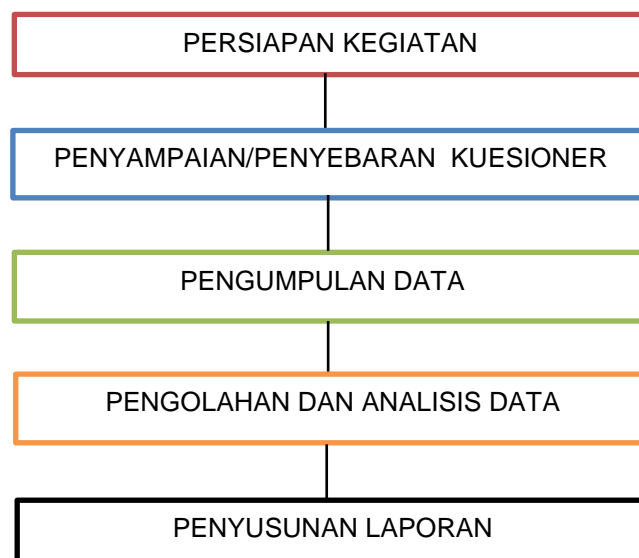 PERSIAPAN KEGIATAN
PENYAMPAIAN/PENYEBARAN KUESIONER
PENGUMPULAN DATA
PENGOLAHAN DAN ANALISIS DATA
PENYUSUNAN LAPORAN